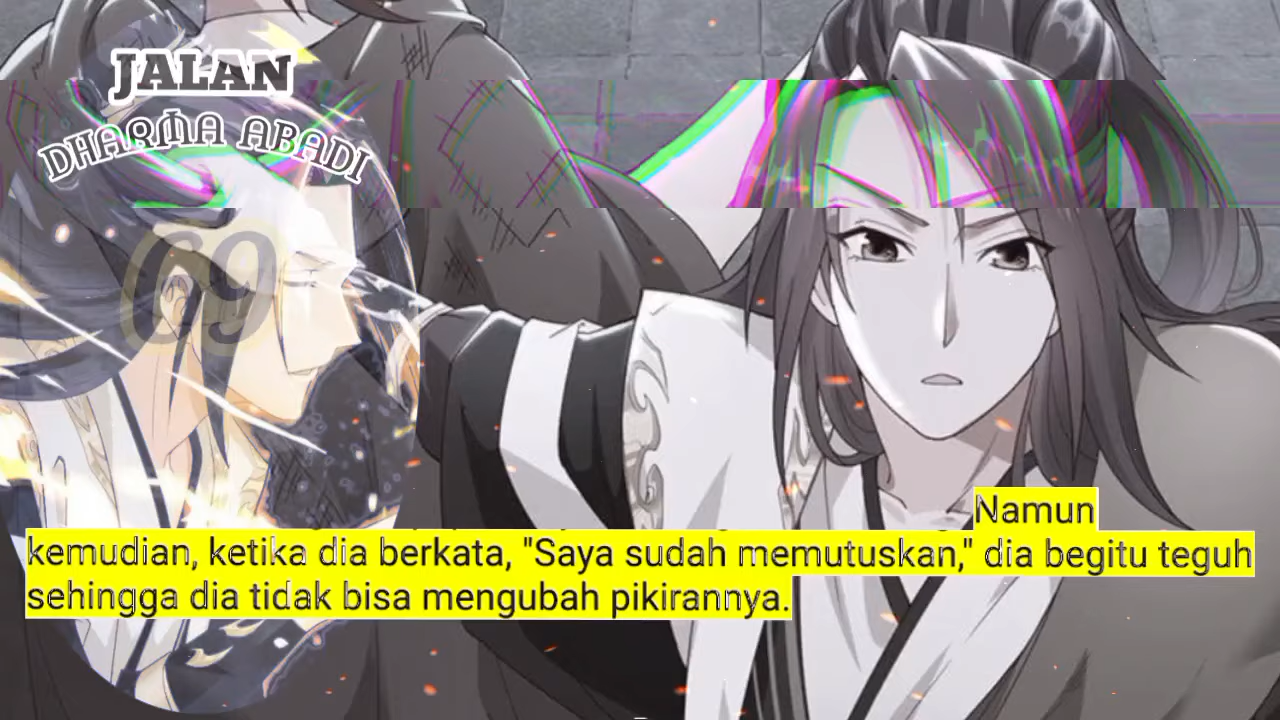 JALAN
DHARMA ABADI
69
Namun
kemudian, ketika dia berkata, "Saya sudah memutuskan," dia begitu teguh
sehingga dia tidak bisa mengubah pikirannya.